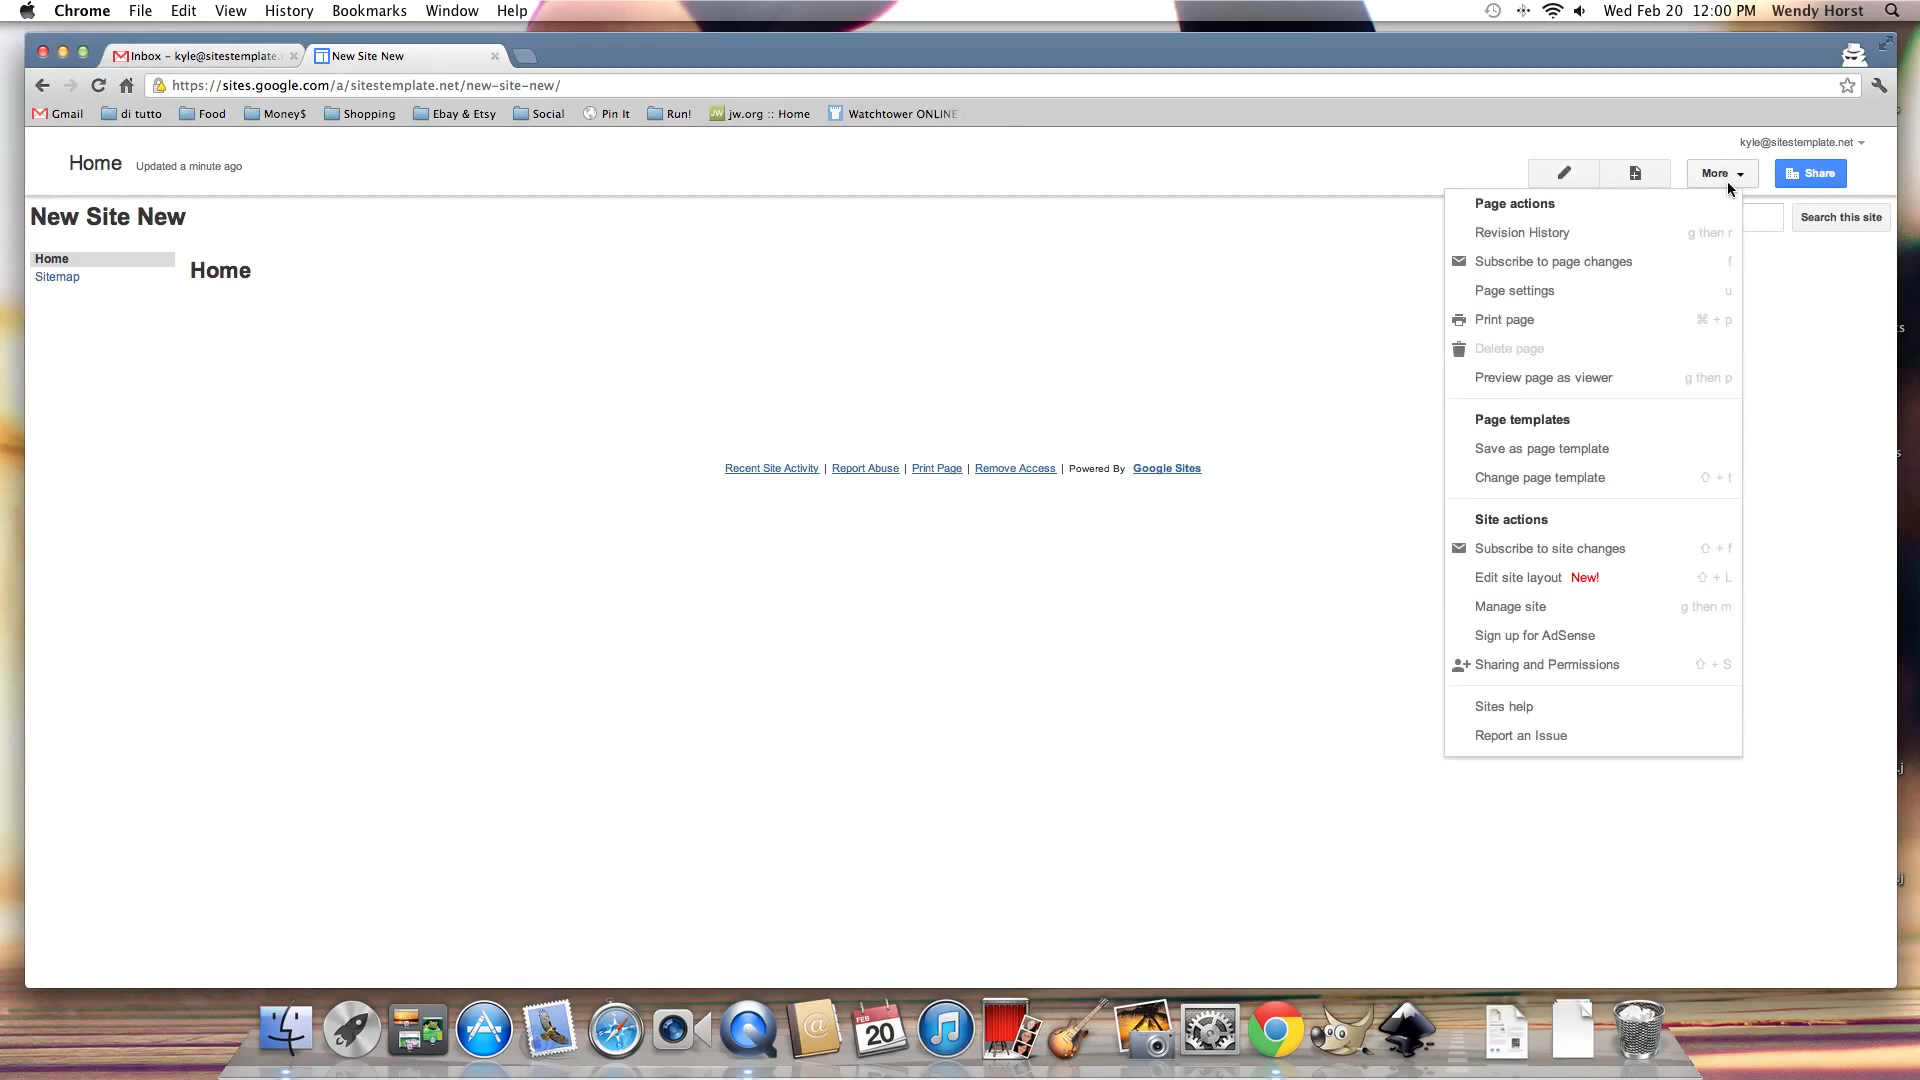 Chrome File Edit View History Bookmarks Window Help Wed Feb 20 12:00 PM Wendy Horst
Inbox – kyle@sitestemplate. New Site New
https://sites.google.com/a/sitestemplate.net/new-site-new/
Gmail di tutto Food Money$ Shopping Ebay & Etsy Social Pin It Run! jw.org :: Home Watchtower ONLINE
kyle@sitestemplate.net
Home Updated a minute ago
More Share
New Site New
Search this site
Home
Sitemap
Home
Recent Site Activity | Report Abuse | Print Page | Remove Access | Powered By Google Sites
Page actions
Revision History g then r
Subscribe to page changes f
Page settings u
Print page ⌘ + p
Delete page
Preview page as viewer g then p
Page templates
Save as page template
Change page template ⇧ + t
Site actions
Subscribe to site changes ⇧ + f
Edit site layout New! ⇧ + L
Manage site g then m
Sign up for AdSense
Sharing and Permissions ⇧ + S
Sites help
Report an Issue
FEB
20